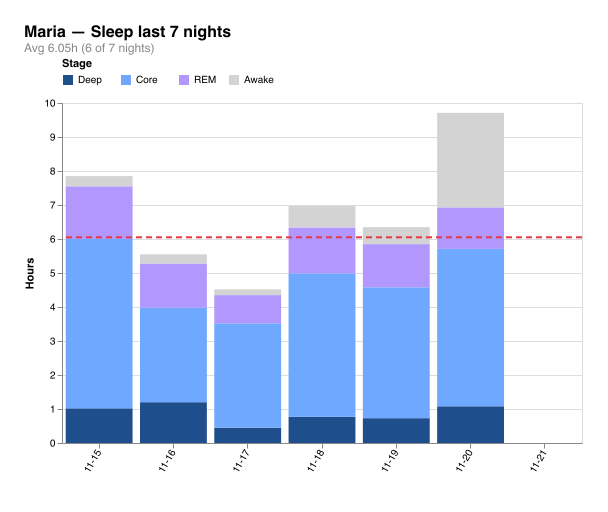 Maria — Sleep last 7 nights
Avg 6.05h (6 of 7 nights)
Stage
Deep Core REM Awake
10
9
8
7
6
5
4
3
2
1
0
Hours
11-15 11-16 11-17 11-18 11-19 11-20 11-21